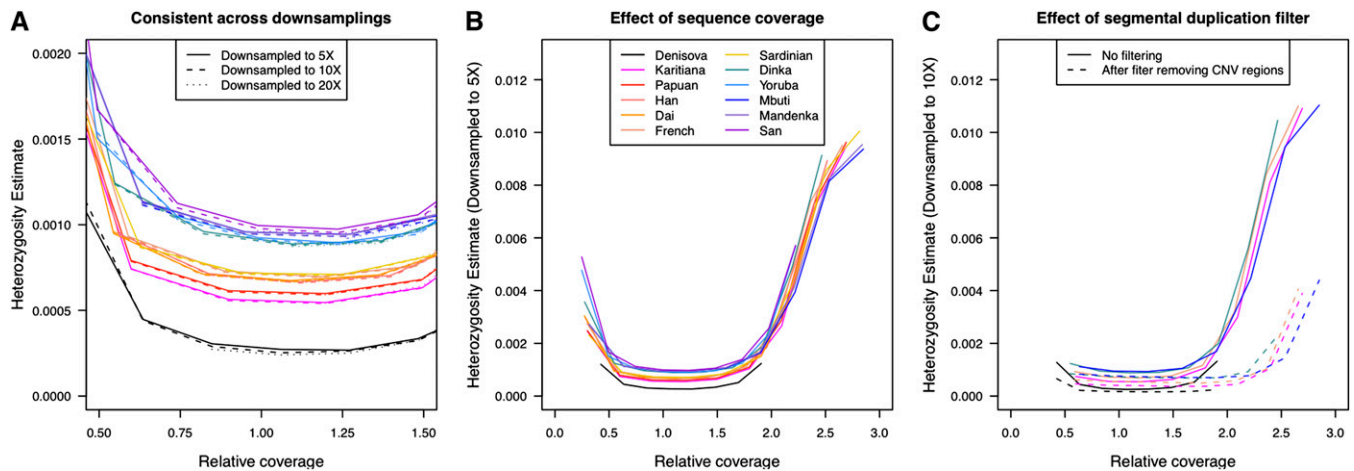 A
Consistent across downsamplings
Heterozygosity Estimate
0.0020
0.0015
0.0010
0.0005
0.0000
Downsampled to 5X
Downsampled to 10X
Downsampled to 20X
0.50 0.75 1.00 1.25 1.50
Relative coverage
B
Effect of sequence coverage
Heterozygosity Estimate (Downsampled to 5X)
0.012
0.010
0.008
0.006
0.004
0.002
0.000
Denisova
Karitiana
Papuan
Han
Dai
French
Sardinian
Dinka
Yoruba
Mbuti
Mandenka
San
0.0 0.5 1.0 1.5 2.0 2.5 3.0
Relative coverage
C
Effect of segmental duplication filter
Heterozygosity Estimate (Downsampled to 10X)
0.012
0.010
0.008
0.006
0.004
0.002
0.000
No filtering
After fiter removing CNV regions
0.0 0.5 1.0 1.5 2.0 2.5 3.0
Relative coverage